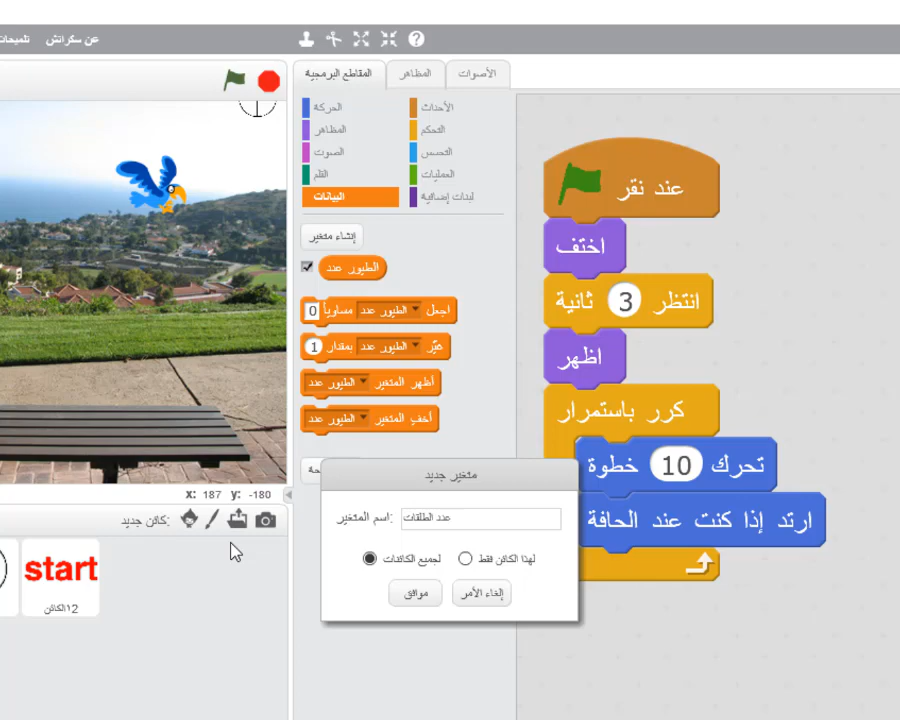 عن سكراتش
تلميحات
المقاطع البرمجية
المظاهر
الأصوات
الحركة
الأحداث
المظاهر
التحكم
الصوت
التحسس
القلم
العمليات
البيانات
لبنات إضافية
إنشاء متغير
الطيور عدد
اجعل الطيور عدد مساوياً 0
غيّر الطيور عدد بمقدار 1
أظهر المتغير الطيور عدد
أخفِ المتغير الطيور عدد
متغير جديد
اسم المتغير: عدد الطلقات
لجميع الكائنات
لهذا الكائن فقط
موافق
إلغاء الأمر
عند نقر
اختف
انتظر 3 ثانية
اظهر
كرر باستمرار
تحرك 10 خطوة
ارتد إذا كنت عند الحافة
x: 187 y: -180
كائن جديد:
start
الكائن12